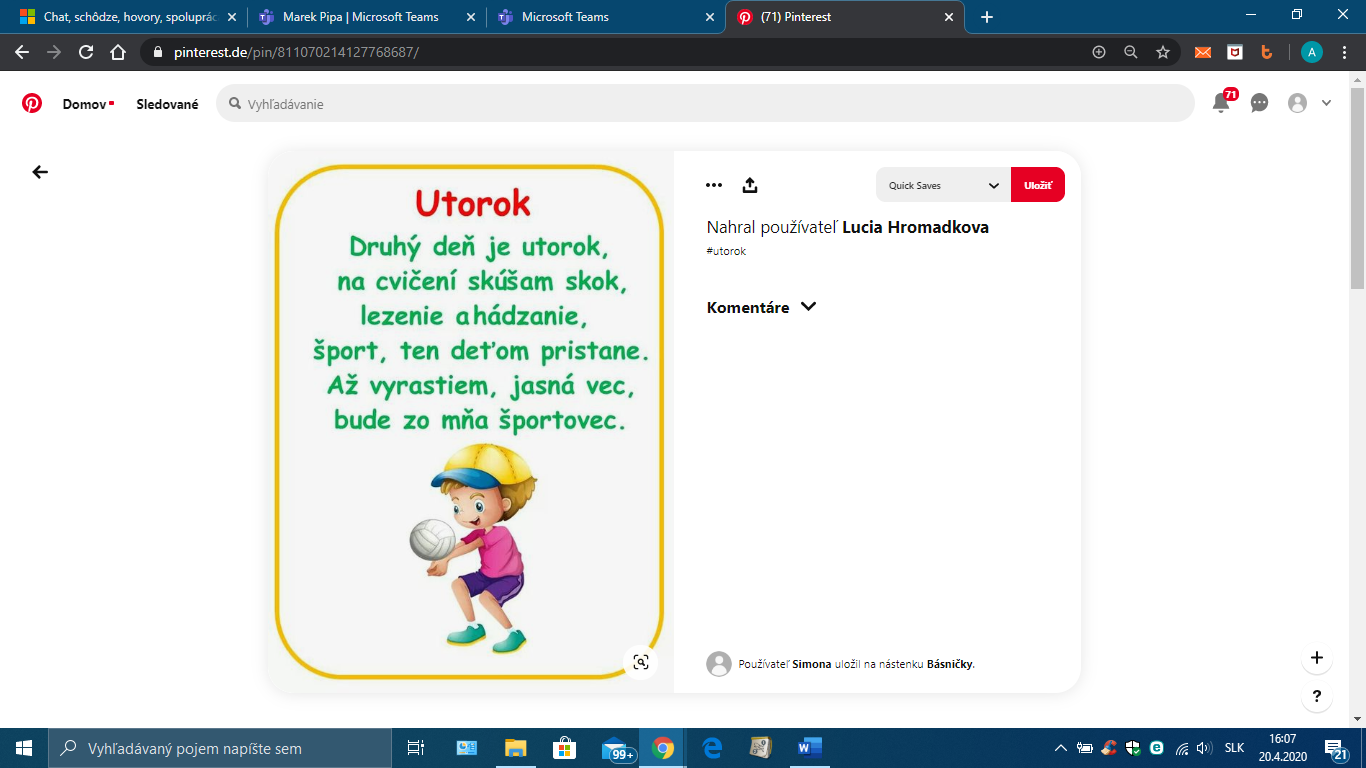 Chat, schôdze, hovory, spoluprác
Marek Pipa | Microsoft Teams
Microsoft Teams
(71) Pinterest
pinterest.de/pin/811070214127768687/
A
Domov
Sledované
Vyhľadávanie
71
Utorok
Druhý deň je utorok,
na cvičení skúšam skok,
lezenie a hádzanie,
šport, ten deťom pristane.
Až vyrastiem, jasná vec,
bude zo mňa športovec.
Quick Saves
Uložiť
Nahral používateľ Lucia Hromadkova
#utorok
Komentáre
Používateľ Simona uložil na nástenku Básničky.
?
Vyhľadávaný pojem napíšte sem
99+
SLK
16:07
20.4.2020
21